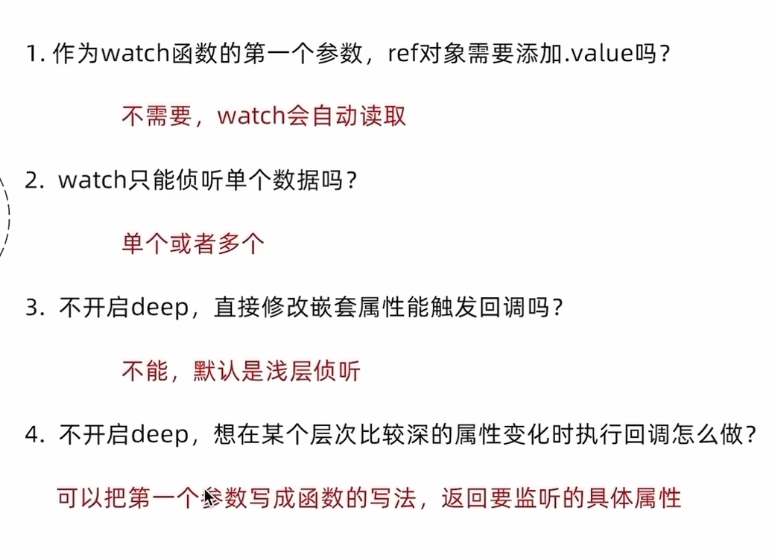 1. 作为watch函数的第一个参数，ref对象需要添加.value吗？
不需要，watch会自动读取
2. watch只能侦听单个数据吗？
单个或者多个
3. 不开启deep，直接修改嵌套属性能触发回调吗？
不能，默认是浅层侦听
4. 不开启deep，想在某个层次比较深的属性变化时执行回调怎么做？
可以把第一个参数写成函数的写法，返回要监听的具体属性